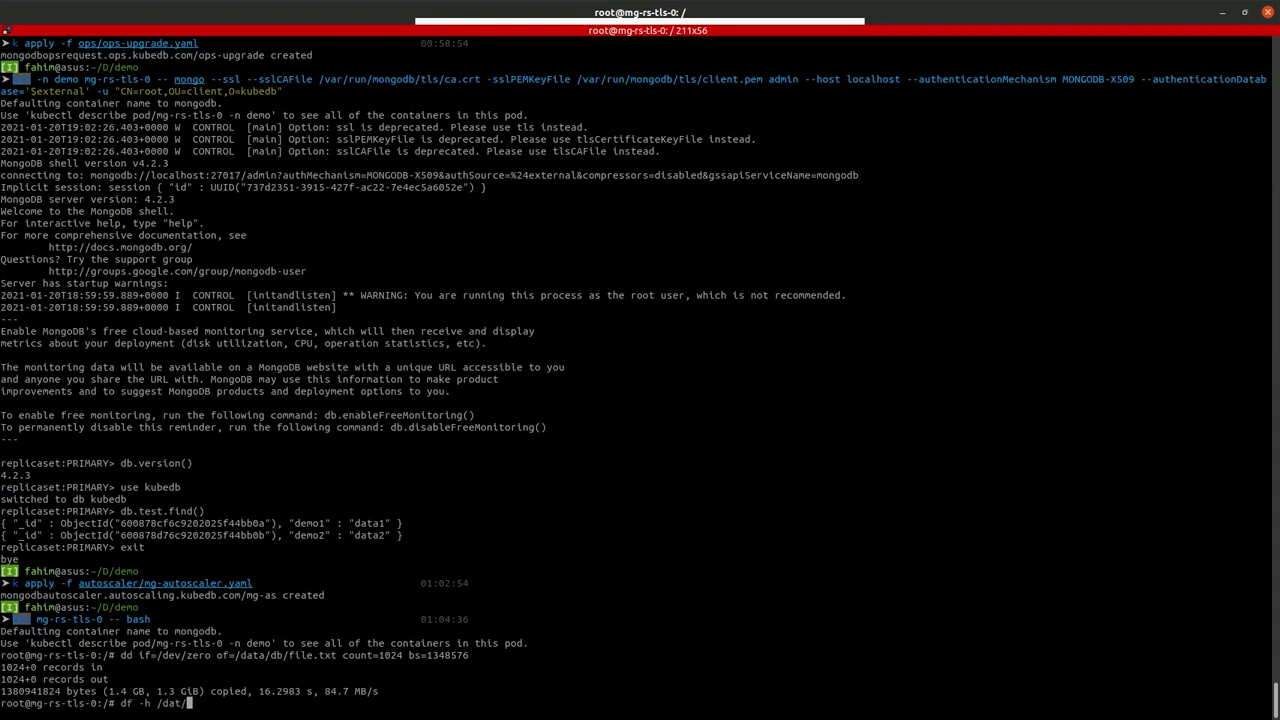 root@mg-rs-tls-0: /
root@mg-rs-tls-0: / 211x56
➤ k apply -f ops/ops-upgrade.yaml 00:58:54
mongodbopsrequest.ops.kubedb.com/ops-upgrade created
[I] fahim@asus:~/D/demo
➤ -n demo mg-rs-tls-0 -- mongo --ssl --sslCAFile /var/run/mongodb/tls/ca.crt -sslPEMKeyFile /var/run/mongodb/tls/client.pem admin --host localhost --authenticationMechanism MONGODB-X509 --authenticationDatab
ase='$external' -u "CN=root,OU=client,O=kubedb"
Defaulting container name to mongodb.
Use 'kubectl describe pod/mg-rs-tls-0 -n demo' to see all of the containers in this pod.
2021-01-20T19:02:26.403+0000 W  CONTROL  [main] Option: ssl is deprecated. Please use tls instead.
2021-01-20T19:02:26.403+0000 W  CONTROL  [main] Option: sslPEMKeyFile is deprecated. Please use tlsCertificateKeyFile instead.
2021-01-20T19:02:26.403+0000 W  CONTROL  [main] Option: sslCAFile is deprecated. Please use tlsCAFile instead.
MongoDB shell version v4.2.3
connecting to: mongodb://localhost:27017/admin?authMechanism=MONGODB-X509&authSource=%24external&compressors=disabled&gssapiServiceName=mongodb
Implicit session: session { "id" : UUID("737d2351-3915-427f-ac22-7e4ec5a6052e") }
MongoDB server version: 4.2.3
Welcome to the MongoDB shell.
For interactive help, type "help".
For more comprehensive documentation, see
http://docs.mongodb.org/
Questions? Try the support group
http://groups.google.com/group/mongodb-user
Server has startup warnings:
2021-01-20T18:59:59.889+0000 I  CONTROL  [initandlisten] ** WARNING: You are running this process as the root user, which is not recommended.
2021-01-20T18:59:59.889+0000 I  CONTROL  [initandlisten]
---
Enable MongoDB's free cloud-based monitoring service, which will then receive and display
metrics about your deployment (disk utilization, CPU, operation statistics, etc).
The monitoring data will be available on a MongoDB website with a unique URL accessible to you
and anyone you share the URL with. MongoDB may use this information to make product
improvements and to suggest MongoDB products and deployment options to you.
To enable free monitoring, run the following command: db.enableFreeMonitoring()
To permanently disable this reminder, run the following command: db.disableFreeMonitoring()
---
replicaset:PRIMARY> db.version()
4.2.3
replicaset:PRIMARY> use kubedb
switched to db kubedb
replicaset:PRIMARY> db.test.find()
{ "_id" : ObjectId("600878cf6c9202025f44bb0a"), "demo1" : "data1" }
{ "_id" : ObjectId("600878d76c9202025f44bb0b"), "demo2" : "data2" }
replicaset:PRIMARY> exit
bye
[I] fahim@asus:~/D/demo
➤ k apply -f autoscaler/mg-autoscaler.yaml 01:02:54
mongodbautoscaler.autoscaling.kubedb.com/mg-as created
[I] fahim@asus:~/D/demo
➤ mg-rs-tls-0 -- bash 01:04:36
Defaulting container name to mongodb.
Use 'kubectl describe pod/mg-rs-tls-0 -n demo' to see all of the containers in this pod.
root@mg-rs-tls-0:/# dd if=/dev/zero of=/data/db/file.txt count=1024 bs=1348576
1024+0 records in
1024+0 records out
1380941824 bytes (1.4 GB, 1.3 GiB) copied, 16.2983 s, 84.7 MB/s
root@mg-rs-tls-0:/# df -h /dat/